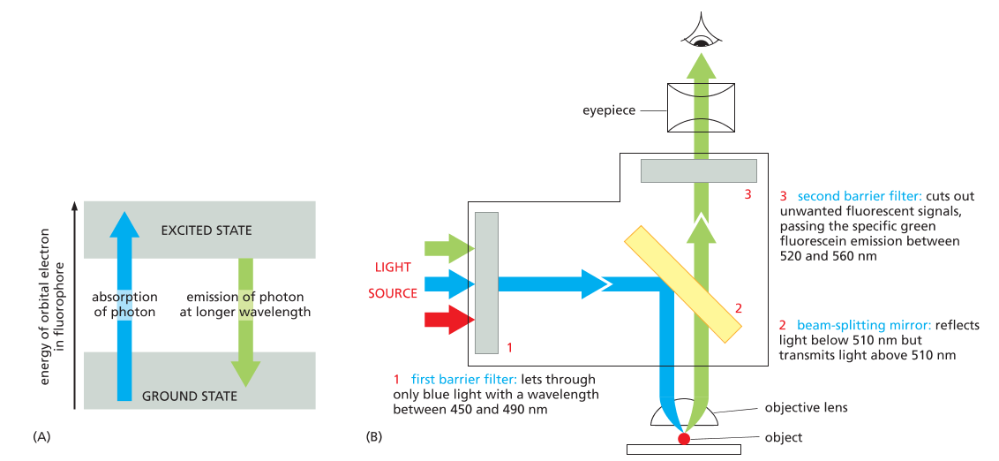 energy of orbital electron
in fluorophore
EXCITED STATE
absorption
of photon
emission of photon
at longer wavelength
GROUND STATE
(A)
eyepiece
3
3 second barrier filter: cuts out
unwanted fluorescent signals,
passing the specific green
fluorescein emission between
520 and 560 nm
LIGHT
SOURCE
2
1
2 beam-splitting mirror: reflects
light below 510 nm but
transmits light above 510 nm
1 first barrier filter: lets through
only blue light with a wavelength
between 450 and 490 nm
objective lens
object
(B)